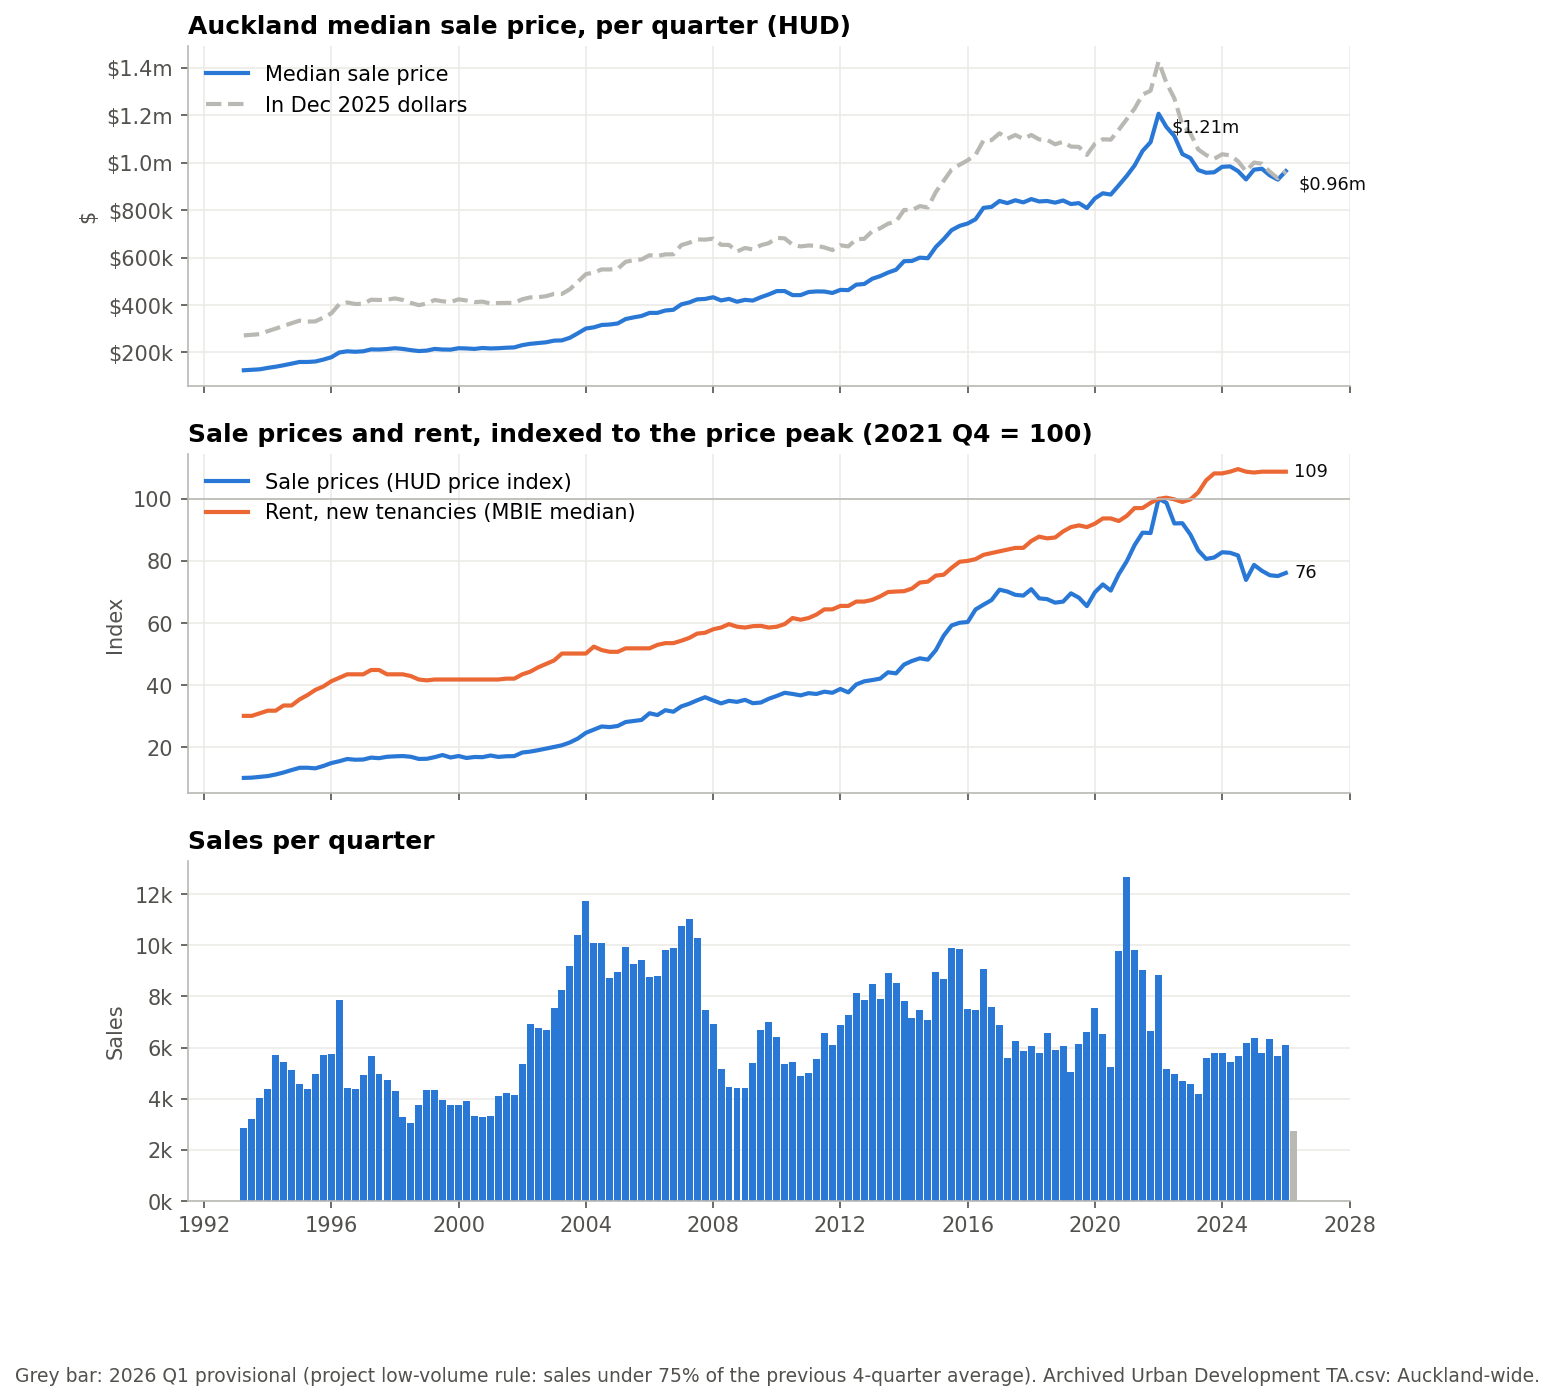 Auckland median sale price, per quarter (HUD)
$1.4m
$1.2m
$1.0m
$800k
$600k
$400k
$200k
$
Median sale price
In Dec 2025 dollars
$1.21m
$0.96m
Sale prices and rent, indexed to the price peak (2021 Q4 = 100)
100
80
60
40
20
Index
Sale prices (HUD price index)
Rent, new tenancies (MBIE median)
109
76
Sales per quarter
12k
10k
8k
6k
4k
2k
0k
Sales
1992 1996 2000 2004 2008 2012 2016 2020 2024 2028
Grey bar: 2026 Q1 provisional (project low-volume rule: sales under 75% of the previous 4-quarter average). Archived Urban Development TA.csv: Auckland-wide.